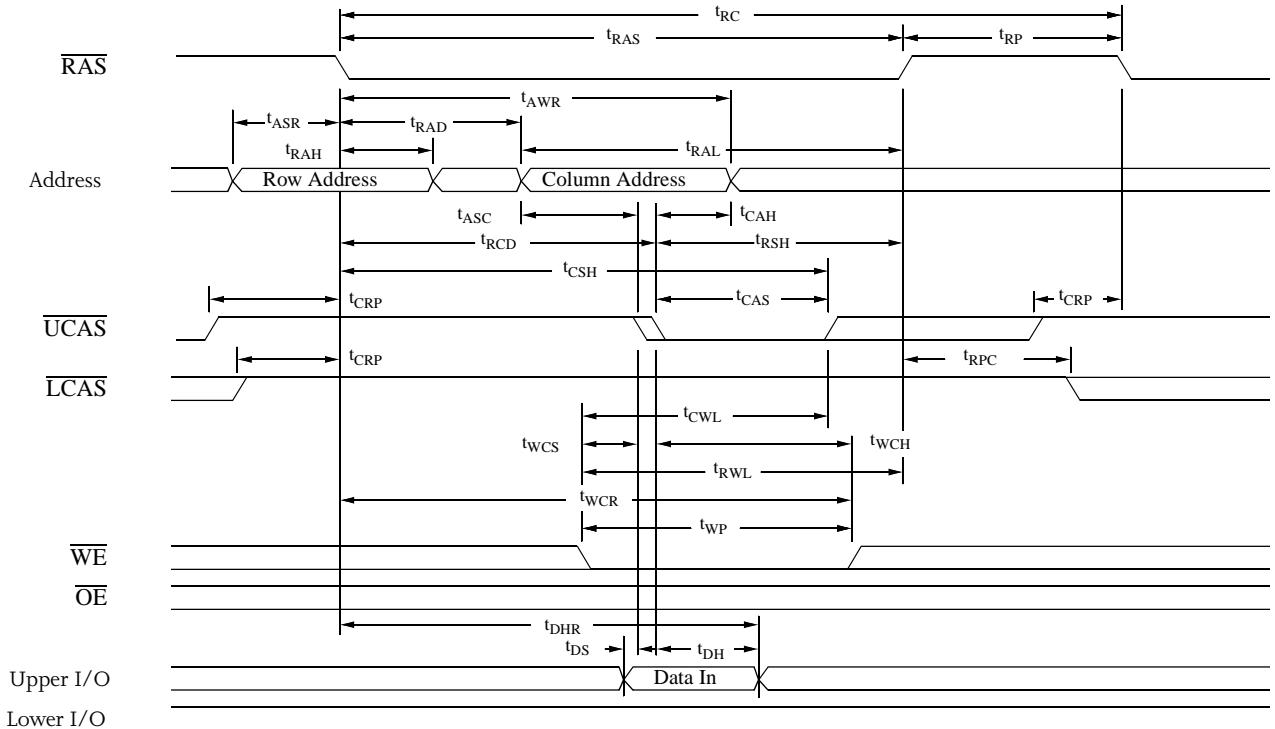 tRC
tRAS
tRP
RAS
tAWR
tASR
tRAD
tRAH
tRAL
Address
Row Address
Column Address
tASC
tCAH
tRCD
tRSH
tCSH
tCRP
tCAS
tCRP
UCAS
tCRP
tRPC
LCAS
tCWL
tWCS
tWCH
tRWL
tWCR
tWP
WE
OE
tDHR
tDS
tDH
Upper I/O
Data In
Lower I/O